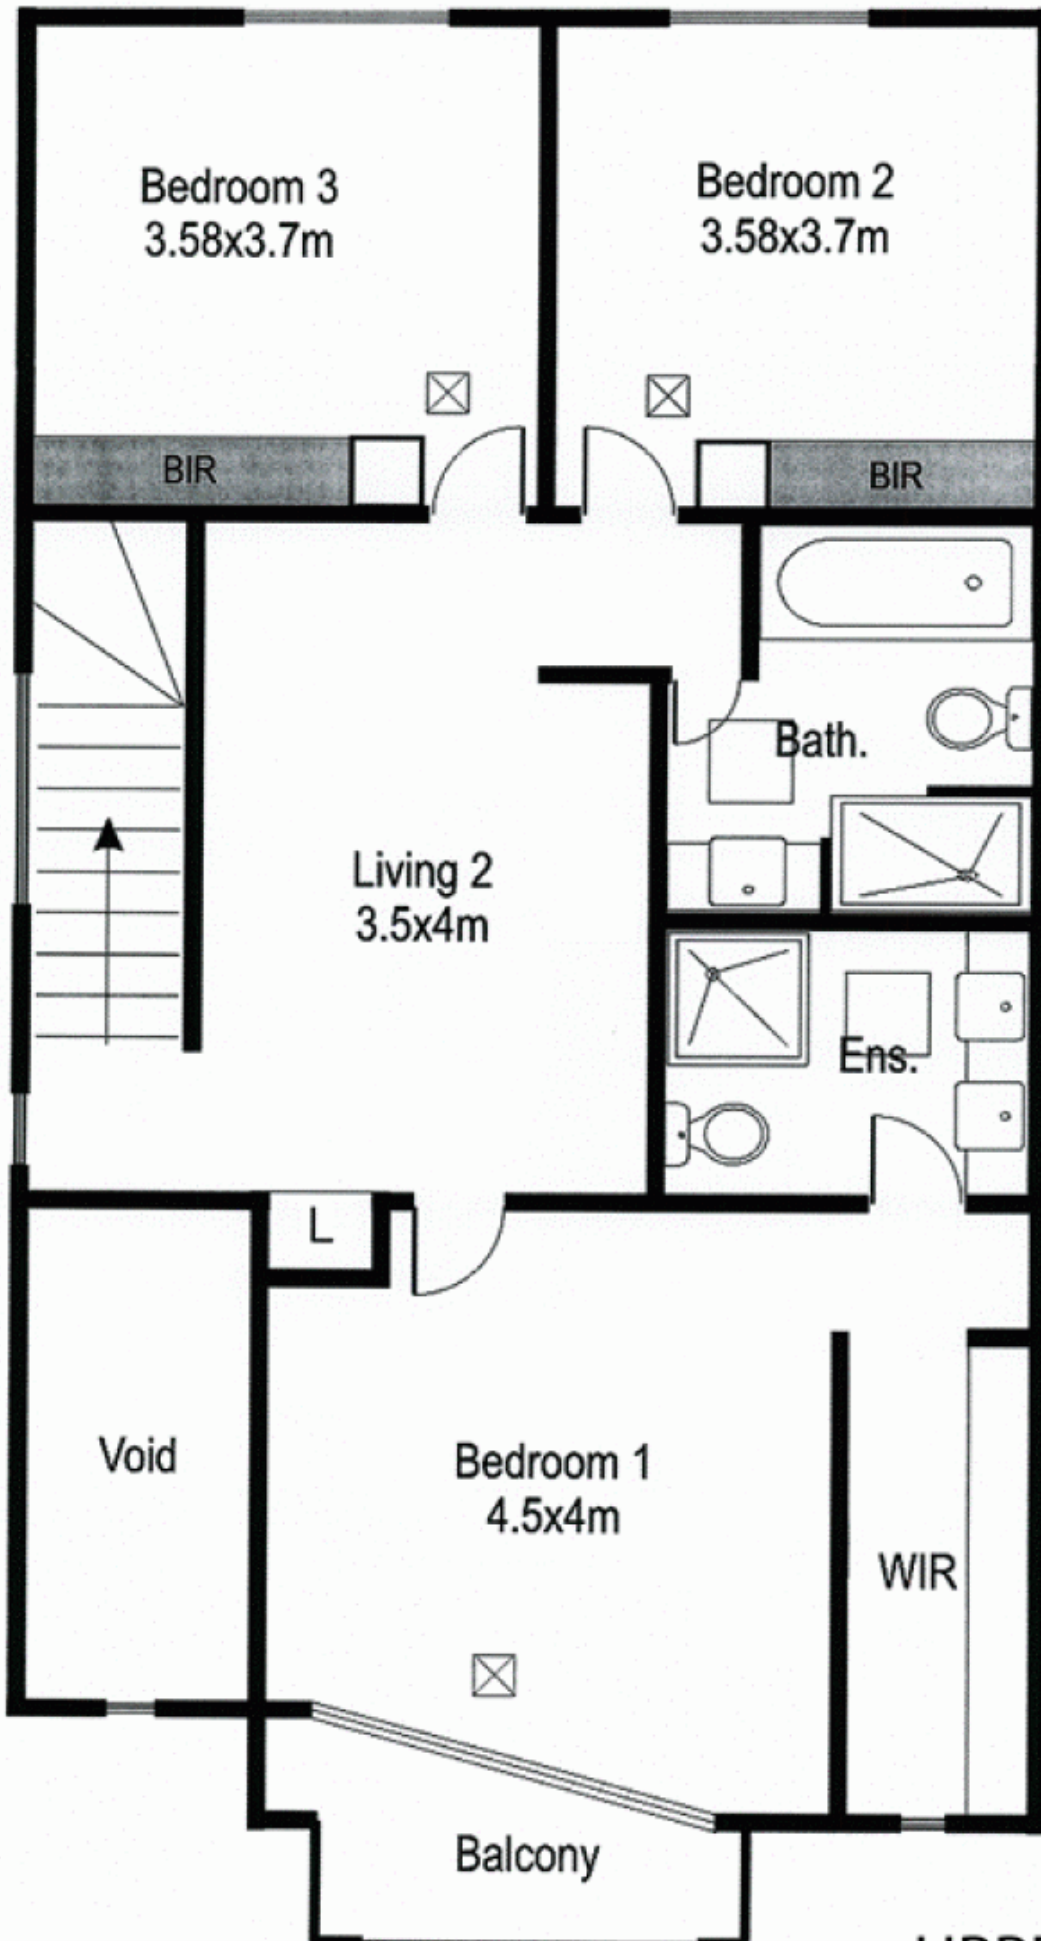 Bedroom 3
3.58x3.7m
Bedroom 2
3.58x3.7m
BIR
BIR
Bath.
Living 2
3.5x4m
Ens.
L
Void
Bedroom 1
4.5x4m
WIR
Balcony